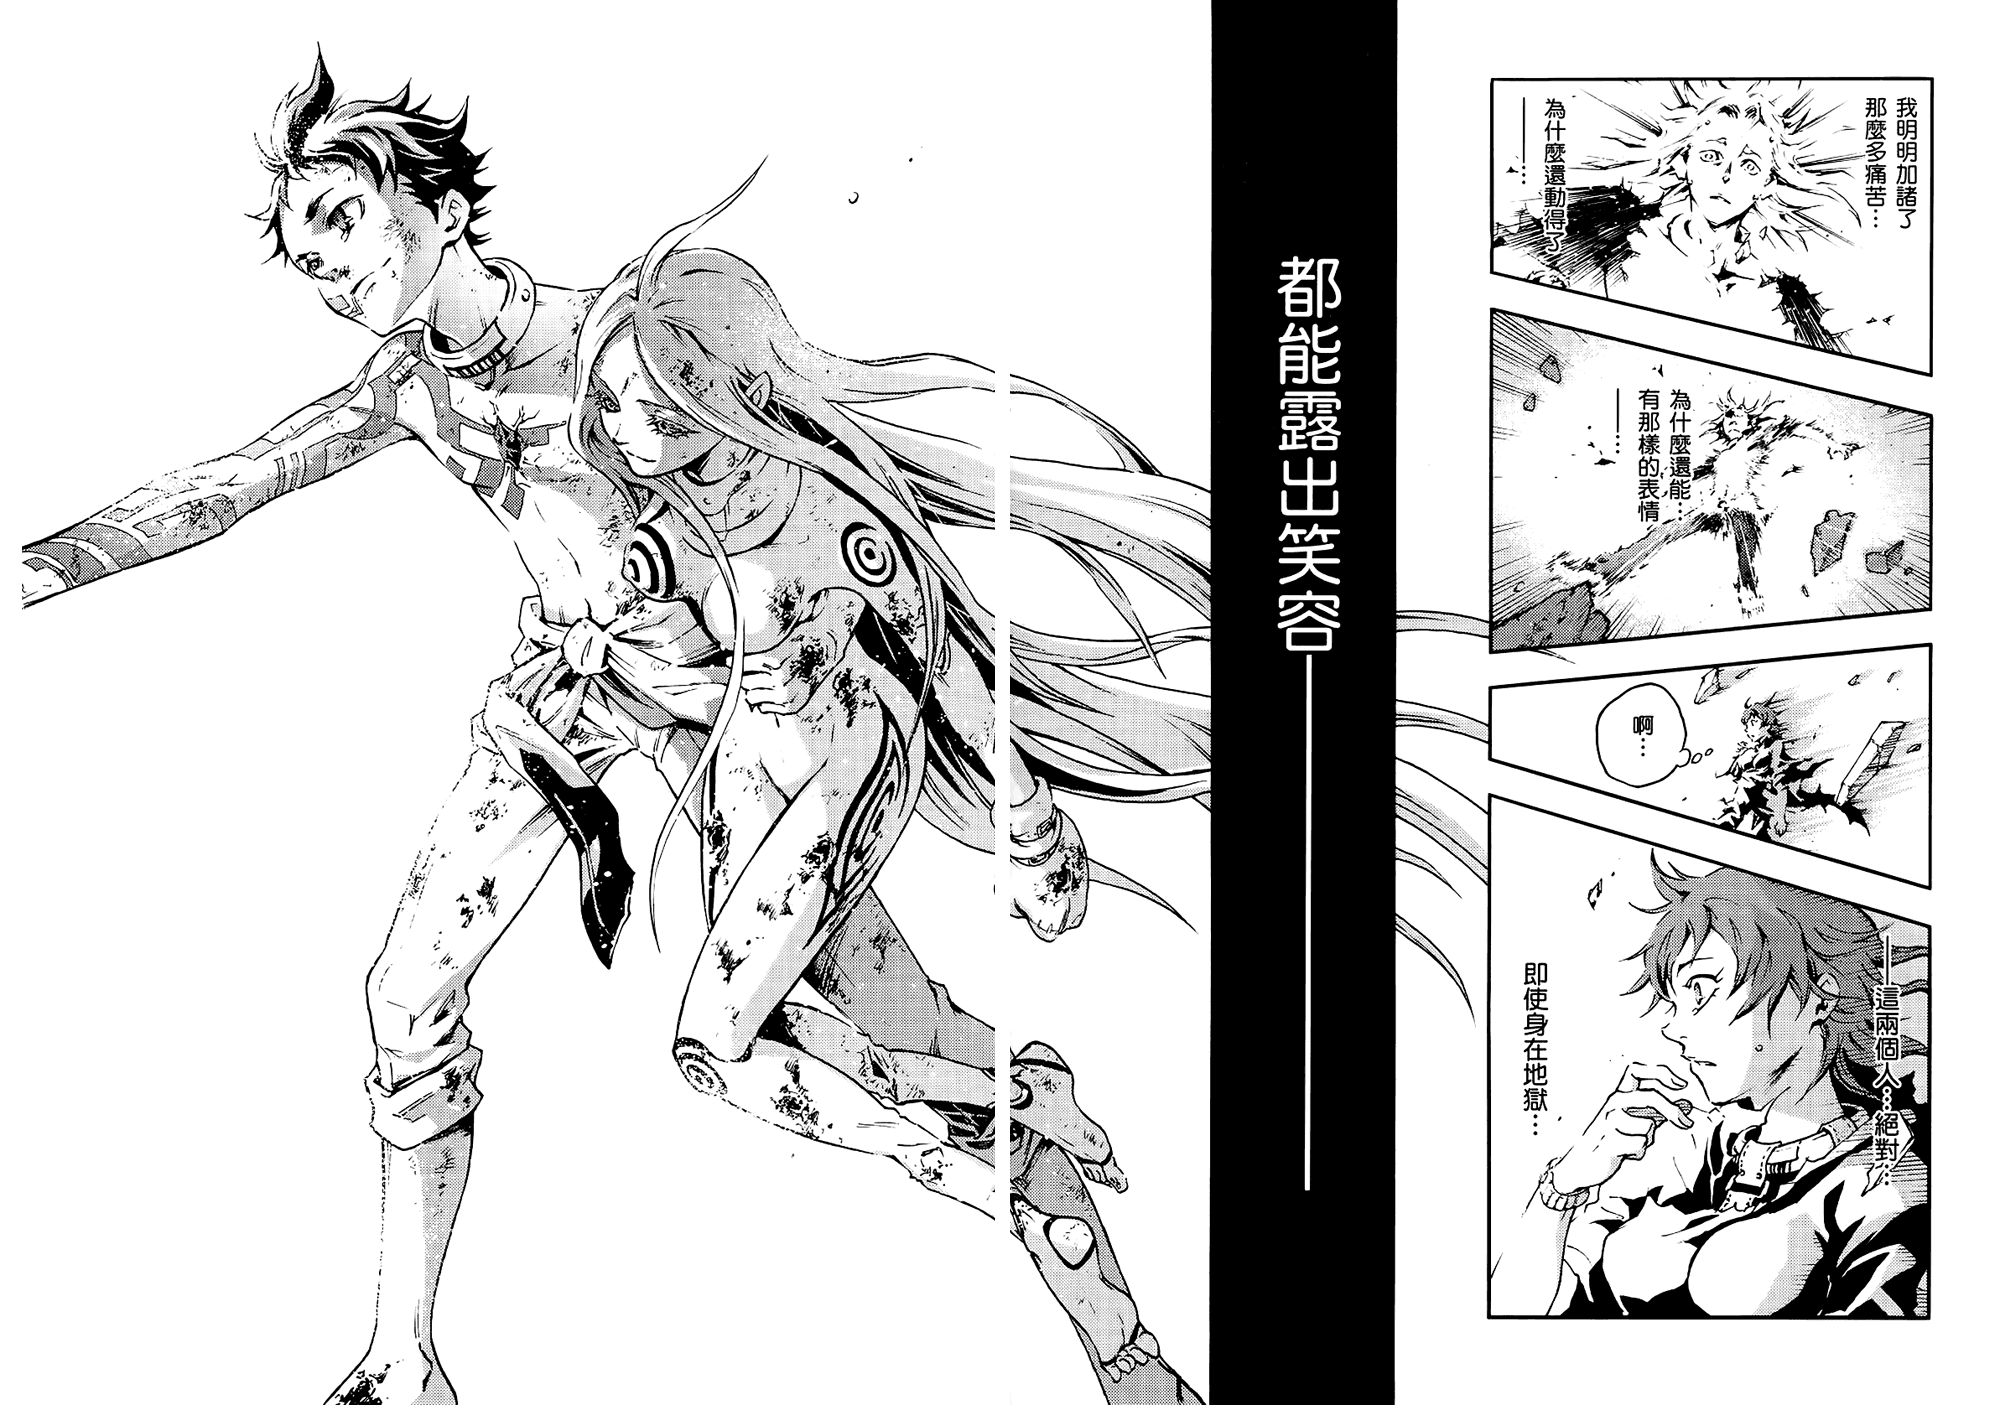 我明明加諸了
那麼多痛苦…
為什麼還動得了
──…
為什麼還能…
有那樣的表情
──…
啊…
──這兩個人…絕對…
即使身在地獄…
都能露出笑容──